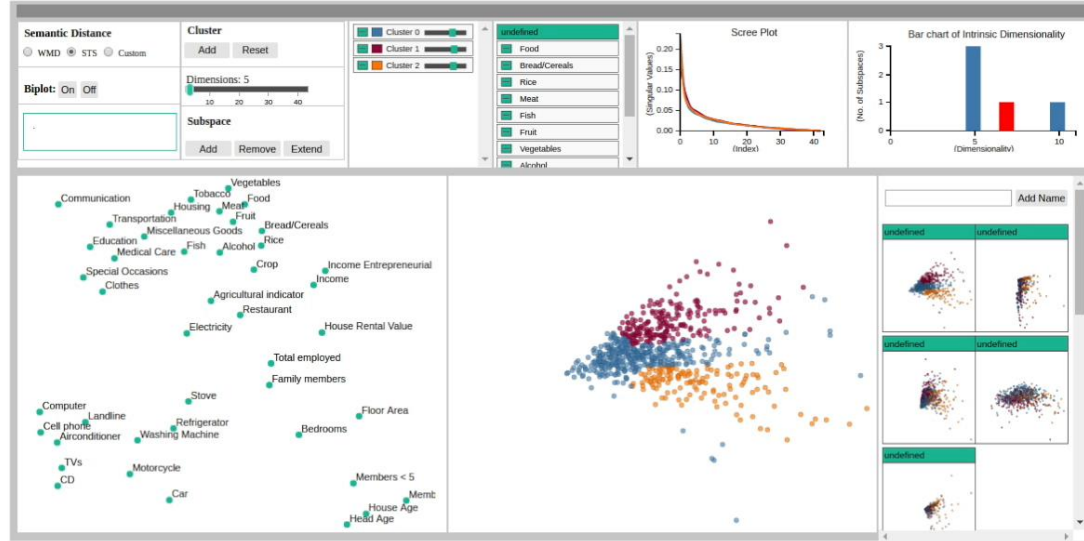 Semantic Distance
WMD STS Custom
Biplot: On Off
Cluster
Add Reset
Dimensions: 5
10 20 30 40
Subspace
Add Remove Extend
Cluster 0
Cluster 1
Cluster 2
undefined
Food
Bread/Cereals
Rice
Meat
Fish
Fruit
Vegetables
Alcohol
Scree Plot
(Singular Values)
0.20
0.15
0.10
0.05
0.00
0 10 20 30 40
(Index)
Bar chart of Intrinsic Dimensionality
(No. of Subspaces)
3
2
1
0
0 5 10
(Dimensionality)
Vegetables
Communication
Tobacco
Food
Housing
Meat
Transportation
Fruit
Miscellaneous Goods
Bread/Cereals
Education
Fish
Alcohol
Rice
Medical Care
Crop
Income Entrepreneurial
Special Occasions
Income
Clothes
Agricultural indicator
Restaurant
Electricity
House Rental Value
Total employed
Family members
Stove
Computer
Landline
Floor Area
Cell phone
Refrigerator
Airconditioner
Washing Machine
Bedrooms
TVs
Motorcycle
CD
Members < 5
Car
Memb
House Age
Head Age
Add Name
undefined undefined
undefined undefined
undefined